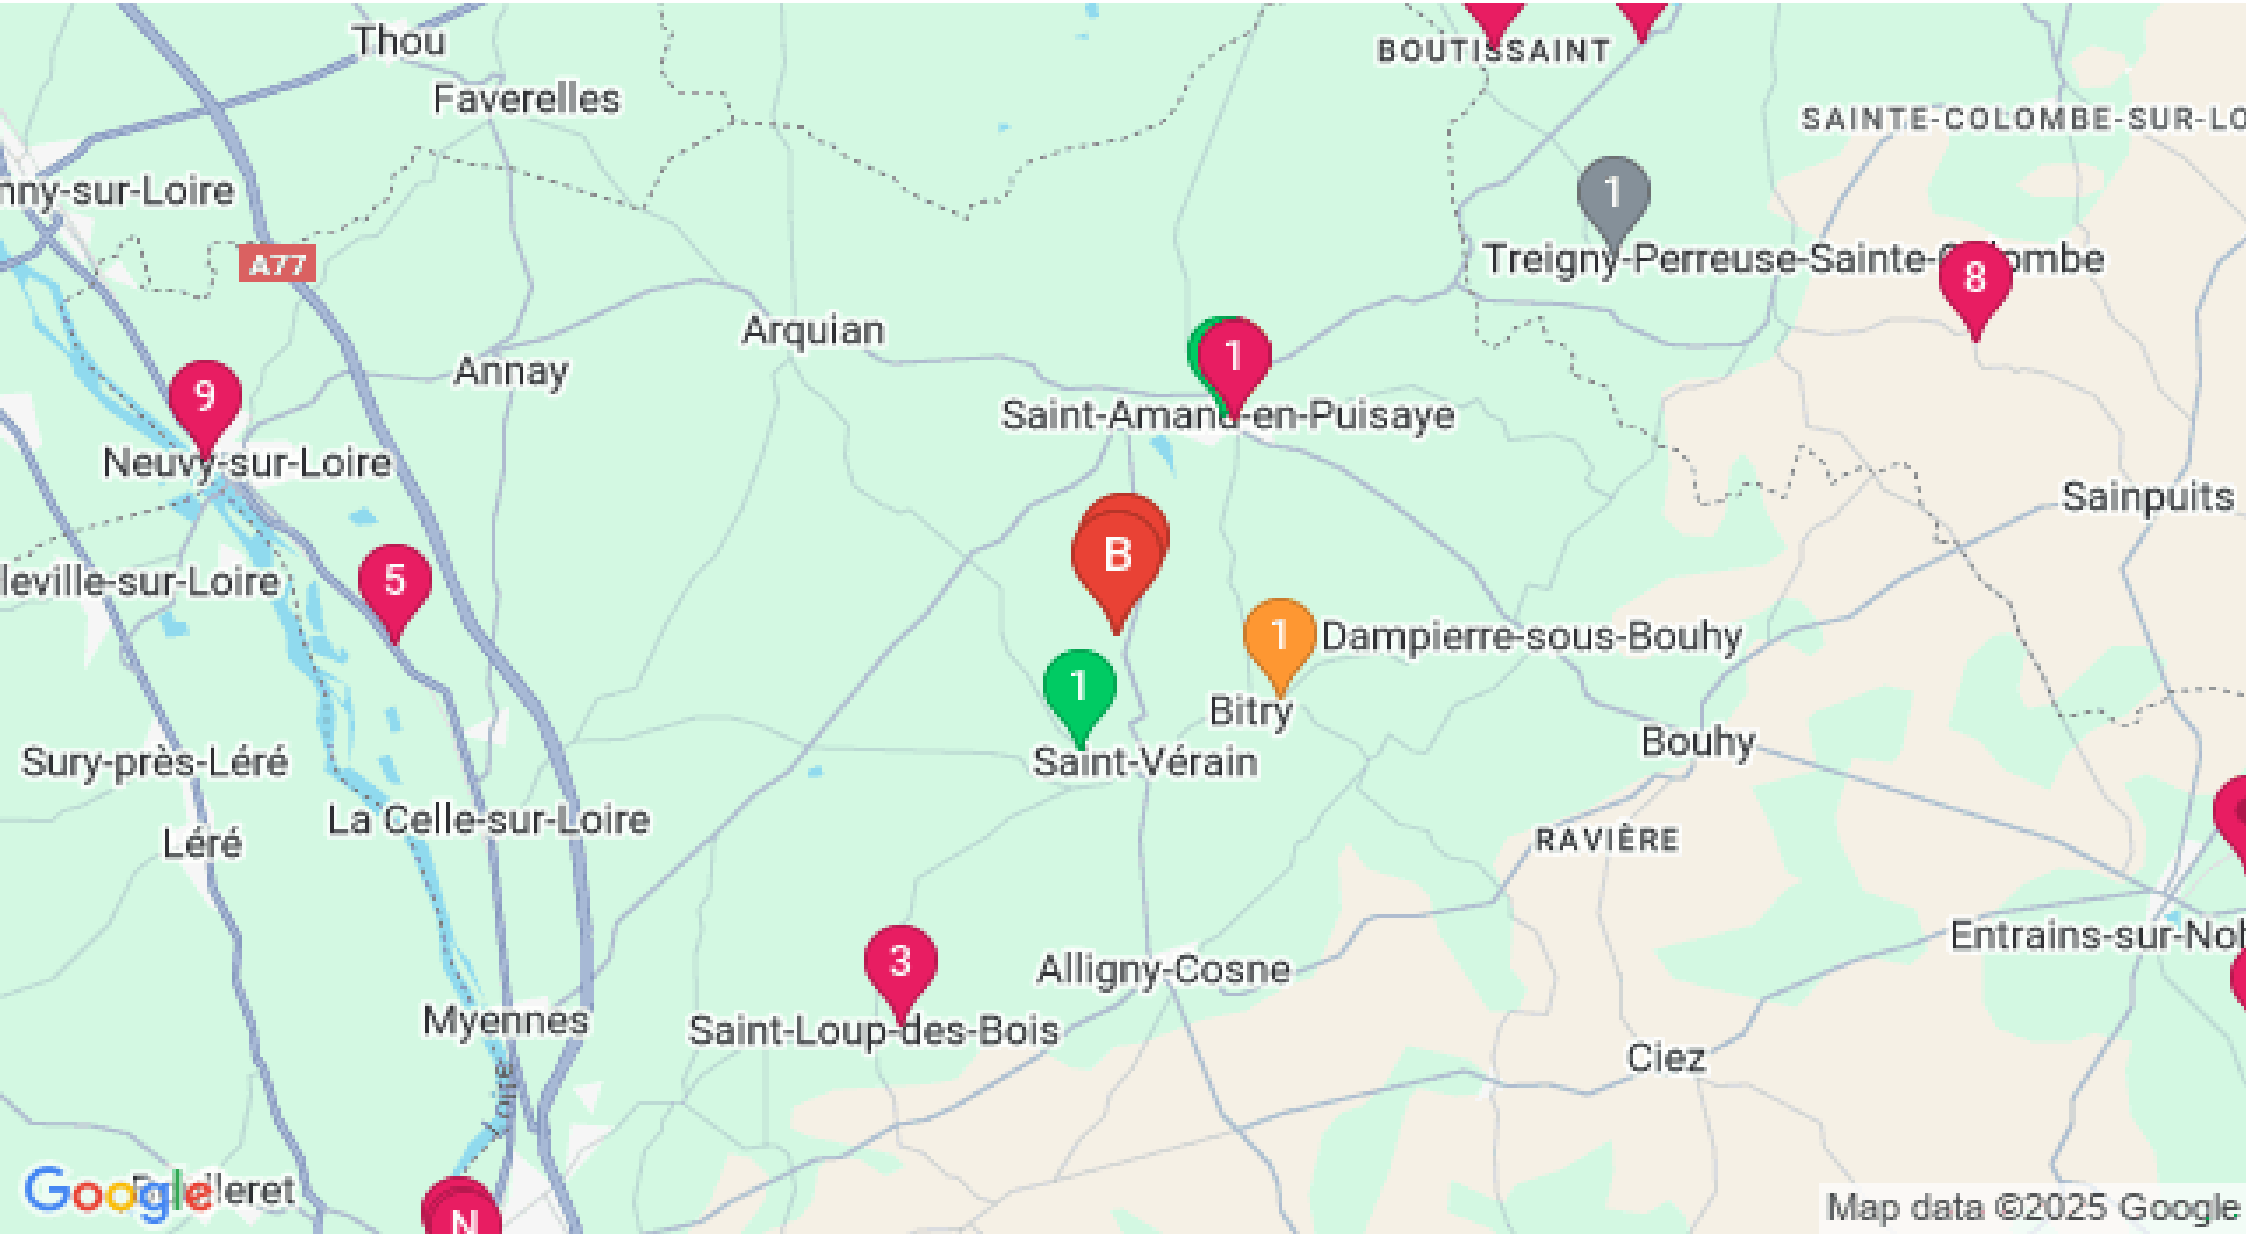 Thou
BOUTISSAINT
Faverelles
SAINTE-COLOMBE-SUR-LO
nny-sur-Loire
1
A77
Treigny-Perreuse-Sainte-
ombe
8
Arquian
1
Annay
9
Saint-Amand-en-Puisaye
Neuvy-sur-Loire
Sainpuits
B
leville-sur-Loire
5
1
Dampierre-sous-Bouhy
1
Bitry
Bouhy
Saint-Vérain
Sury-près-Léré
La Celle-sur-Loire
Léré
RAVIÈRE
Entrains-sur-Noh
3
Alligny-Cosne
Myennes
Saint-Loup-des-Bois
Ciez
Loire
Google
lleret
Map data ©2025 Google
N